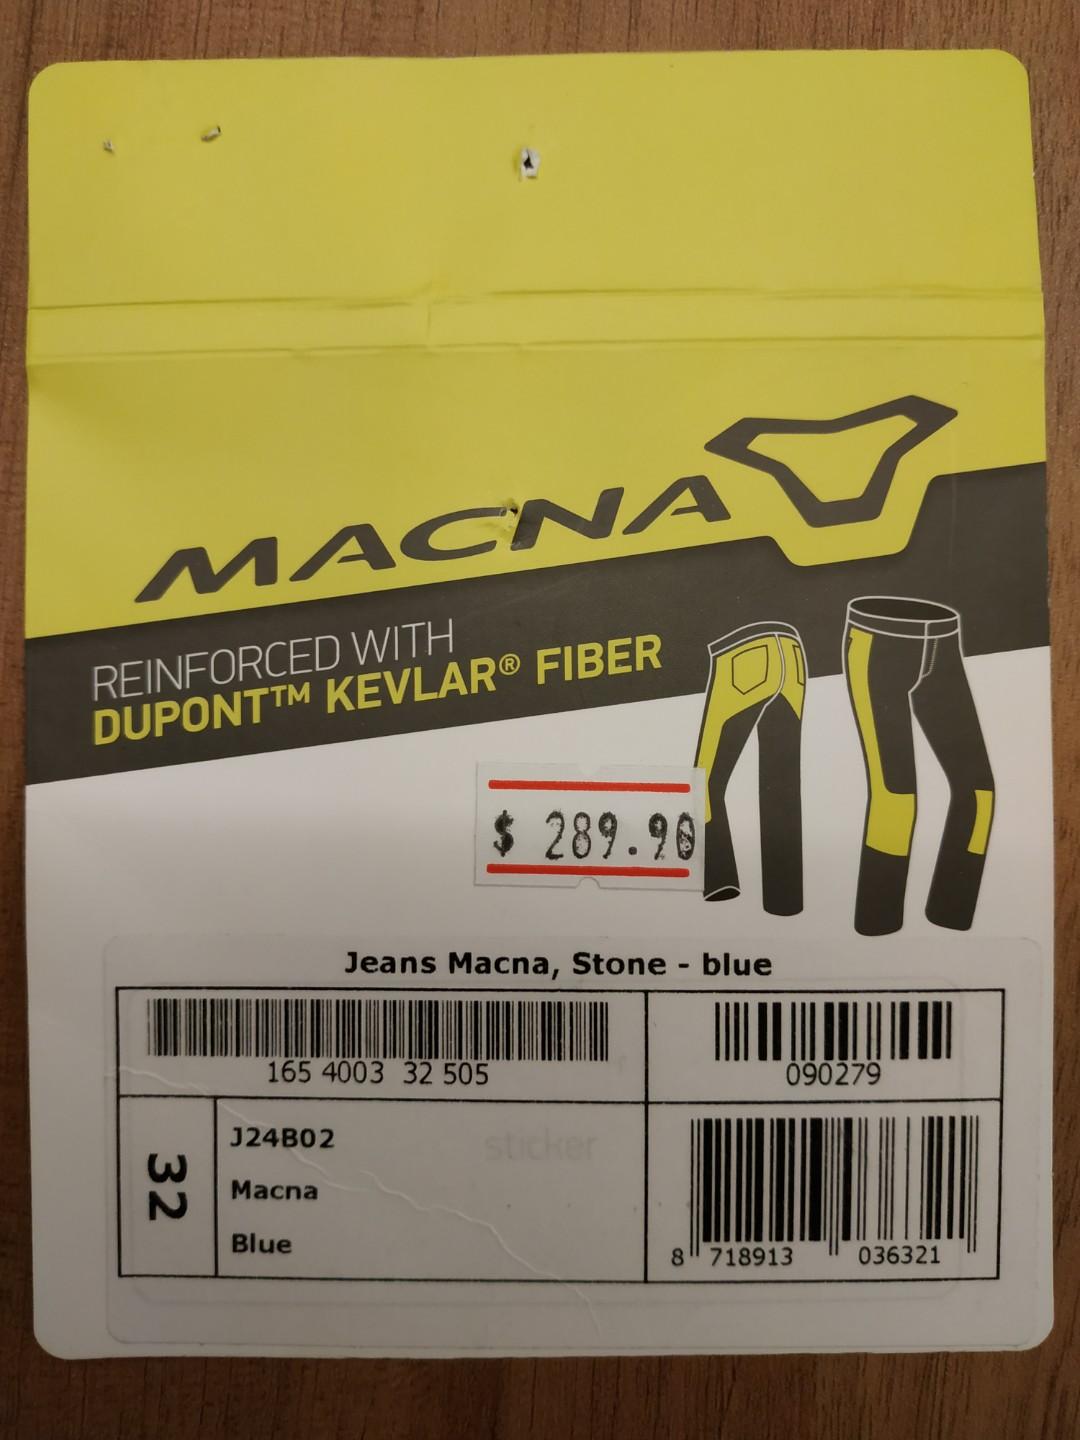 MACNA
REINFORCED WITH
DUPONT™ KEVLAR® FIBER
$ 289.90
Jeans Macna, Stone - blue
165 4003 32 505
090279
32
J24B02
sticker
Macna
Blue
8 718913 036321